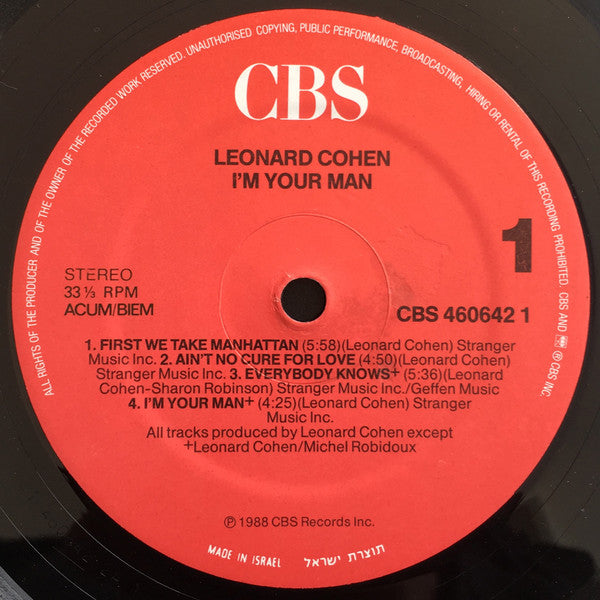 ALL RIGHTS OF THE PRODUCER AND OF THE OWNER OF THE RECORDED WORK RESERVED. UNAUTHORISED COPYING, PUBLIC PERFORMANCE, BROADCASTING, HIRING OR RENTAL OF THIS RECORDING PROHIBITED. CBS AND ® CBS INC.
CBS
LEONARD COHEN
I'M YOUR MAN
1
STEREO
33 ⅓ RPM
ACUM/BIEM
CBS 460642 1
1. FIRST WE TAKE MANHATTAN (5:58)(Leonard Cohen) Stranger
Music Inc. 2. AIN'T NO CURE FOR LOVE (4:50)(Leonard Cohen)
Stranger Music Inc. 3. EVERYBODY KNOWS+ (5:36)(Leonard
Cohen-Sharon Robinson) Stranger Music Inc./Geffen Music
4. I'M YOUR MAN+ (4:25)(Leonard Cohen) Stranger
Music Inc.
All tracks produced by Leonard Cohen except
+Leonard Cohen/Michel Robidoux
℗ 1988 CBS Records Inc.
MADE IN ISRAEL תוצרת ישראל